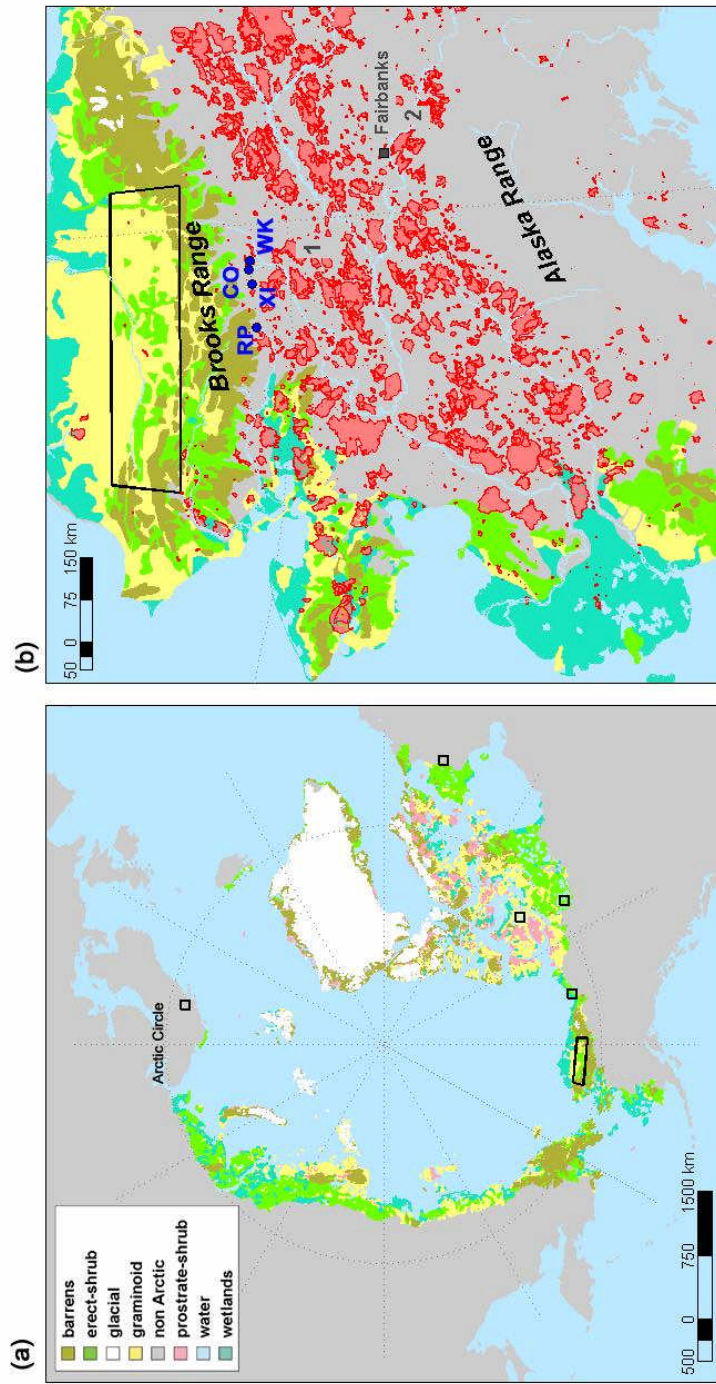 (a)
barrens
erect-shrub
glacial
graminoid
non Arctic
prostrate-shrub
water
wetlands
Arctic Circle
500 0 750 1500 km
(b)
50 0 75 150 km
Brooks Range
RP
XI
CO
WK
1
Fairbanks
2
Alaska Range